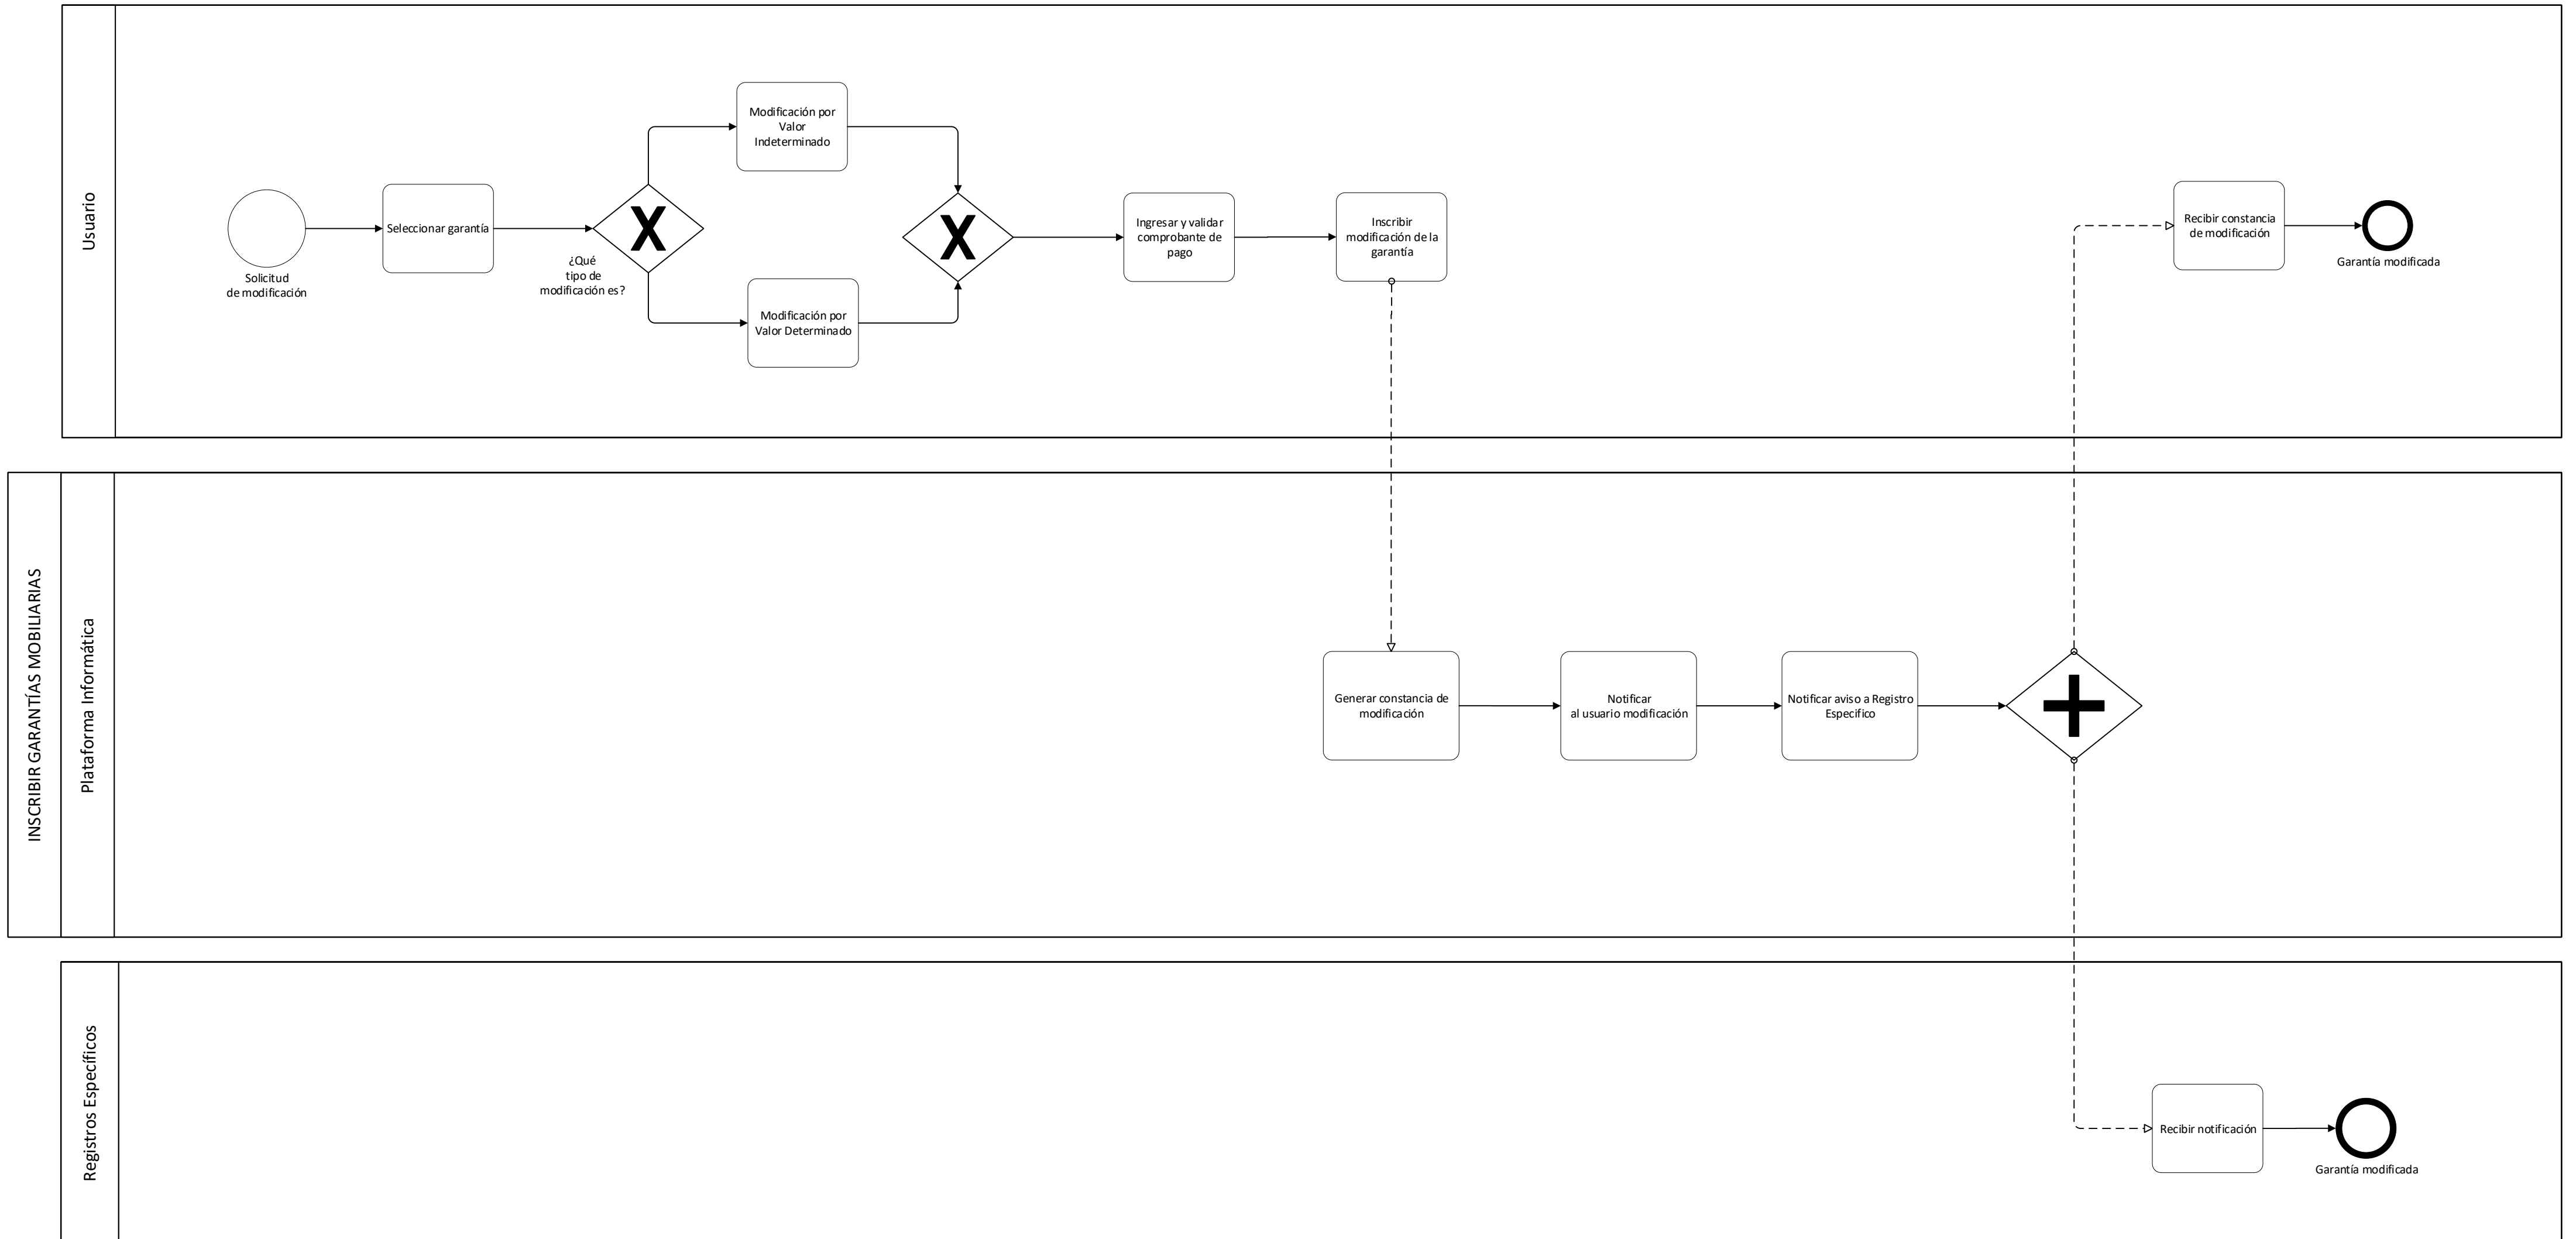 Usuario
Solicitud
de modificación
Seleccionar garantía
¿Qué
tipo de
modificación es?
Modificación por
Valor
Indeterminado
Modificación por
Valor Determinado
Ingresar y validar
comprobante de
pago
Inscribir
modificación de la
garantía
Recibir constancia
de modificación
Garantía modificada
INSCRIBIR GARANTÍAS MOBILIARIAS
Plataforma Informática
Generar constancia de
modificación
Notificar
al usuario modificación
Notificar aviso a Registro
Especifico
Registros Específicos
Recibir notificación
Garantía modificada